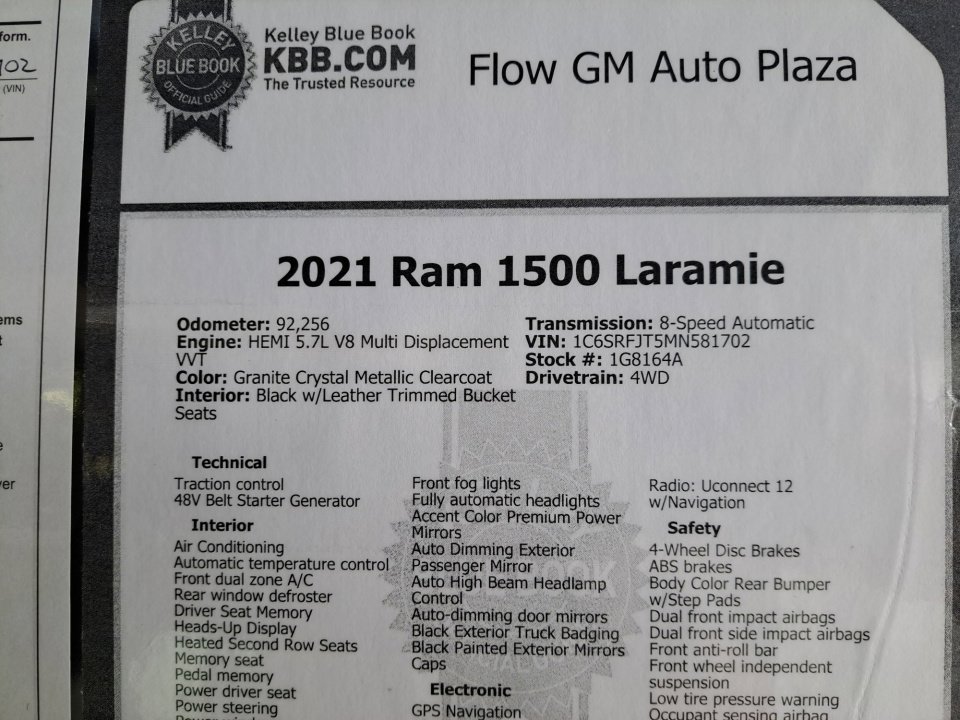 form.
(VIN)
ems
KELLEY
BLUE BOOK
OFFICIAL GUIDE
Kelley Blue Book
KBB.COM
The Trusted Resource
Flow GM Auto Plaza
2021 Ram 1500 Laramie
Odometer: 92,256
Engine: HEMI 5.7L V8 Multi Displacement
VVT
Color: Granite Crystal Metallic Clearcoat
Interior: Black w/Leather Trimmed Bucket
Seats
Transmission: 8-Speed Automatic
VIN: 1C6SRFJT5MN581702
Stock #: 1G8164A
Drivetrain: 4WD
Technical
Traction control
48V Belt Starter Generator
Interior
Air Conditioning
Automatic temperature control
Front dual zone A/C
Rear window defroster
Driver Seat Memory
Heads-Up Display
Heated Second Row Seats
Memory seat
Pedal memory
Power driver seat
Power steering
Front fog lights
Fully automatic headlights
Accent Color Premium Power
Mirrors
Auto Dimming Exterior
Passenger Mirror
Auto High Beam Headlamp
Control
Auto-dimming door mirrors
Black Exterior Truck Badging
Black Painted Exterior Mirrors
Caps
Electronic
GPS Navigation
Radio: Uconnect 12
w/Navigation
Safety
4-Wheel Disc Brakes
ABS brakes
Body Color Rear Bumper
w/Step Pads
Dual front impact airbags
Dual front side impact airbags
Front anti-roll bar
Front wheel independent
suspension
Low tire pressure warning
Occupant sensing airbag